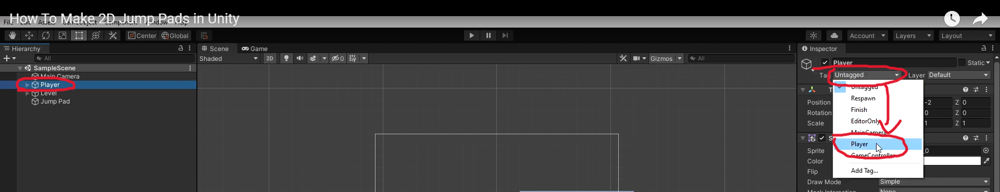 How To Make 2D Jump Pads in Unity
File Edit Assets GameObject Component Window Help
Center Global Account Layers Layout
Hierarchy
All
SampleScene
Main Camera
Player
Level
Jump Pad
Scene Game
Shaded 2D 0 Gizmos All
Inspector
Player Static
Tag Untagged Layer Default
Untagged
Respawn
Finish
EditorOnly
MainCamera
Player
GameController
Add Tag...
Position -2 Z 0
Rotation 0 Z 0
Scale 1 Z 1
Sprite
Color
Flip
Draw Mode Simple
Mask Interaction None